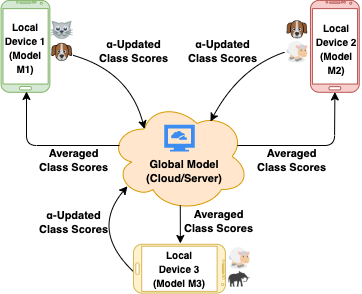 Local
Device 1
(Model
M1)
α-Updated
Class Scores
α-Updated
Class Scores
Local
Device 2
(Model
M2)
Averaged
Class Scores
Global Model
(Cloud/Server)
Averaged
Class Scores
α-Updated
Class Scores
Averaged
Class Scores
Local
Device 3
(Model M3)